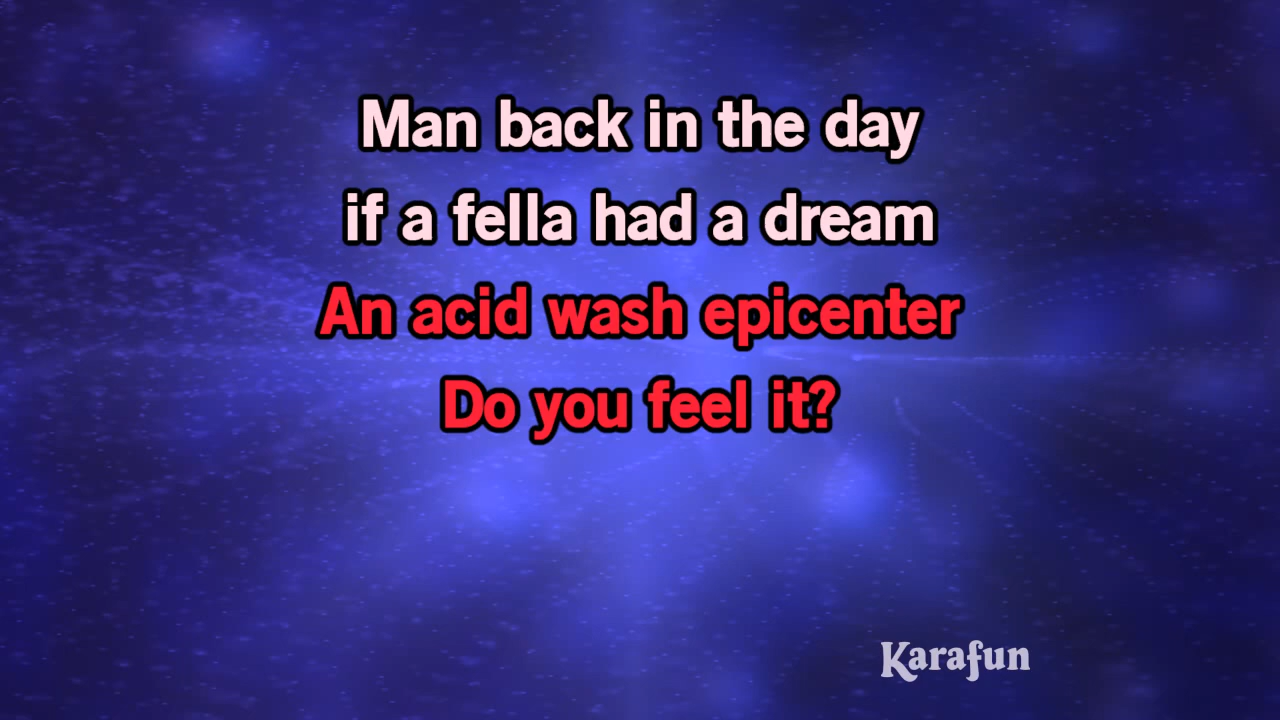 Man back in the day
if a fella had a dream
An acid wash epicenter
Do you feel it?
Karafun